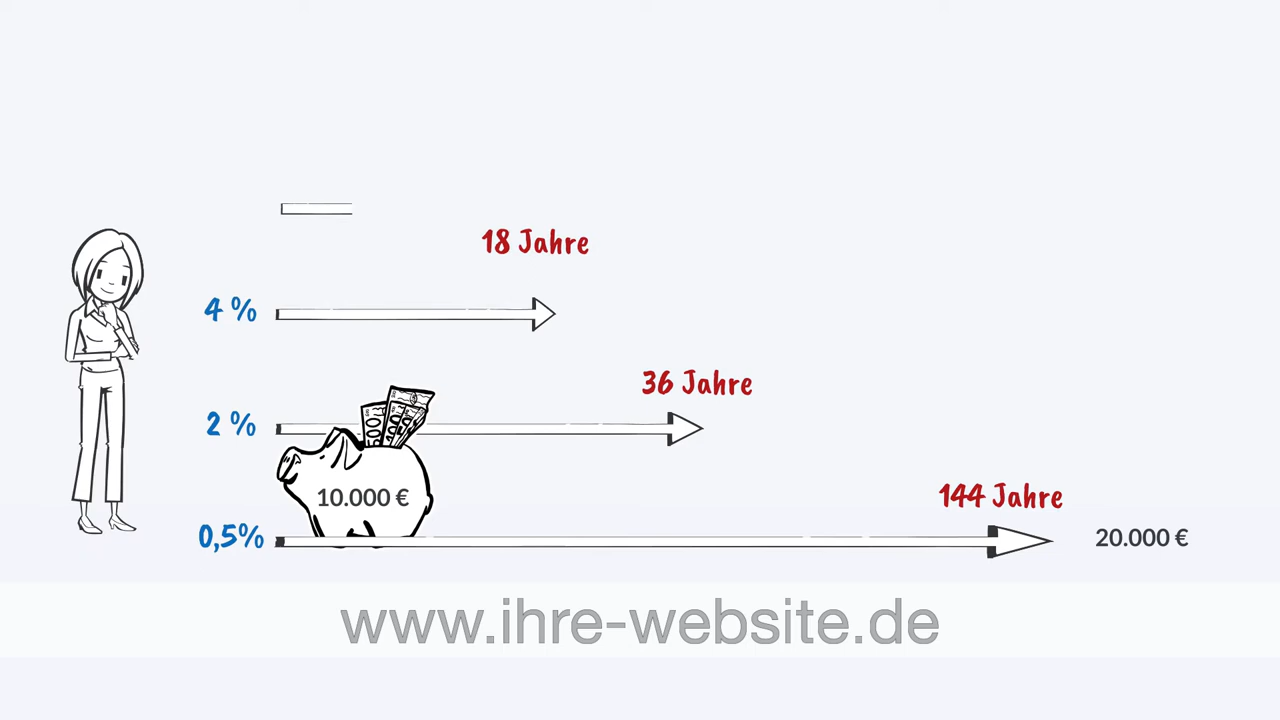 18 Jahre
4 %
36 Jahre
2 %
10.000 €
144 Jahre
0,5%
20.000 €
www.ihre-website.de